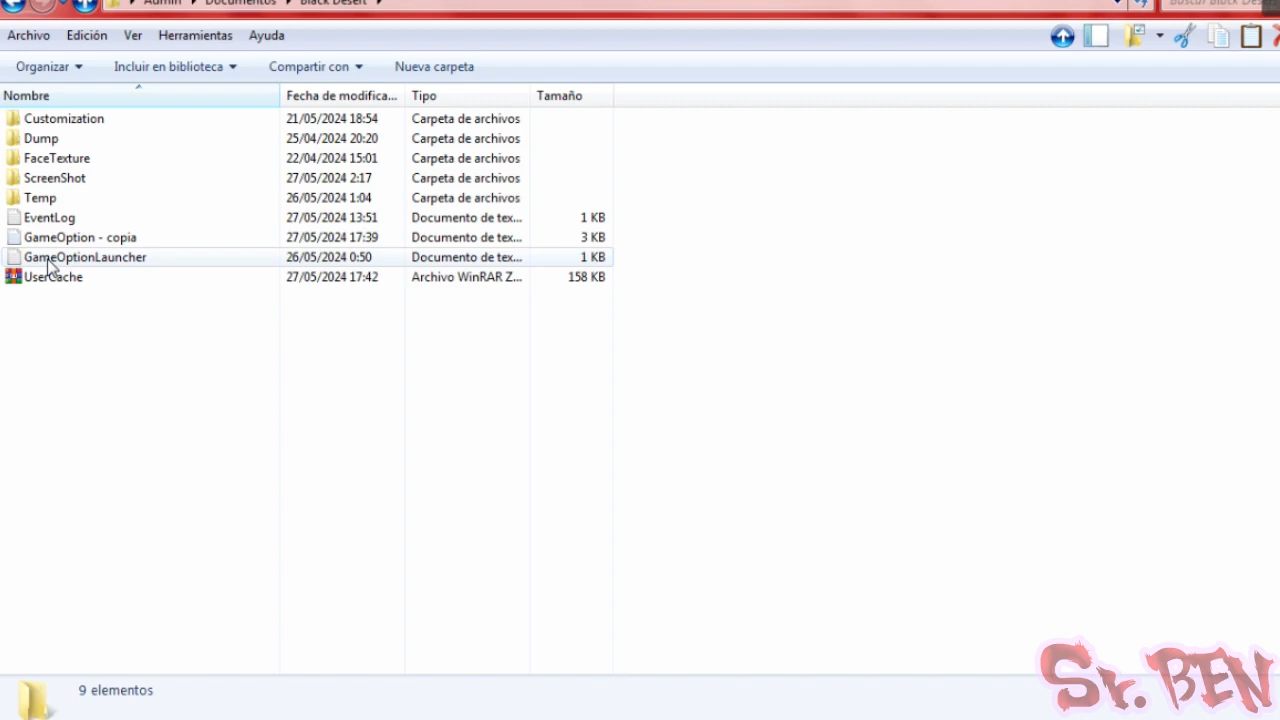 Admin Documentos Black Desert Buscar Black Des
Archivo Edición Ver Herramientas Ayuda
Organizar Incluir en biblioteca Compartir con Nueva carpeta
Nombre Fecha de modifica... Tipo Tamaño
Customization 21/05/2024 18:54 Carpeta de archivos
Dump 25/04/2024 20:20 Carpeta de archivos
FaceTexture 22/04/2024 15:01 Carpeta de archivos
ScreenShot 27/05/2024 2:17 Carpeta de archivos
Temp 26/05/2024 1:04 Carpeta de archivos
EventLog 27/05/2024 13:51 Documento de tex... 1 KB
GameOption - copia 27/05/2024 17:39 Documento de tex... 3 KB
GameOptionLauncher 26/05/2024 0:50 Documento de tex... 1 KB
UserCache 27/05/2024 17:42 Archivo WinRAR Z... 158 KB
9 elementos
Sr. BEN